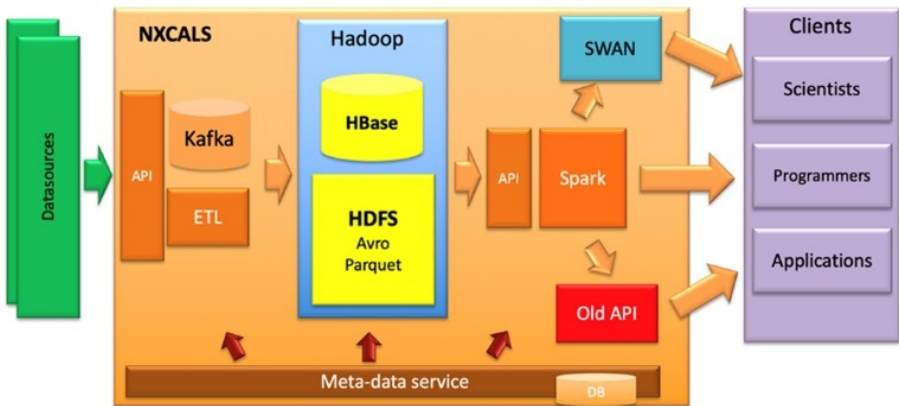 NXCALS
Datasources
API
Kafka
ETL
Hadoop
HBase
HDFS
Avro
Parquet
API
Spark
SWAN
Old API
Clients
Scientists
Programmers
Applications
Meta-data service
DB